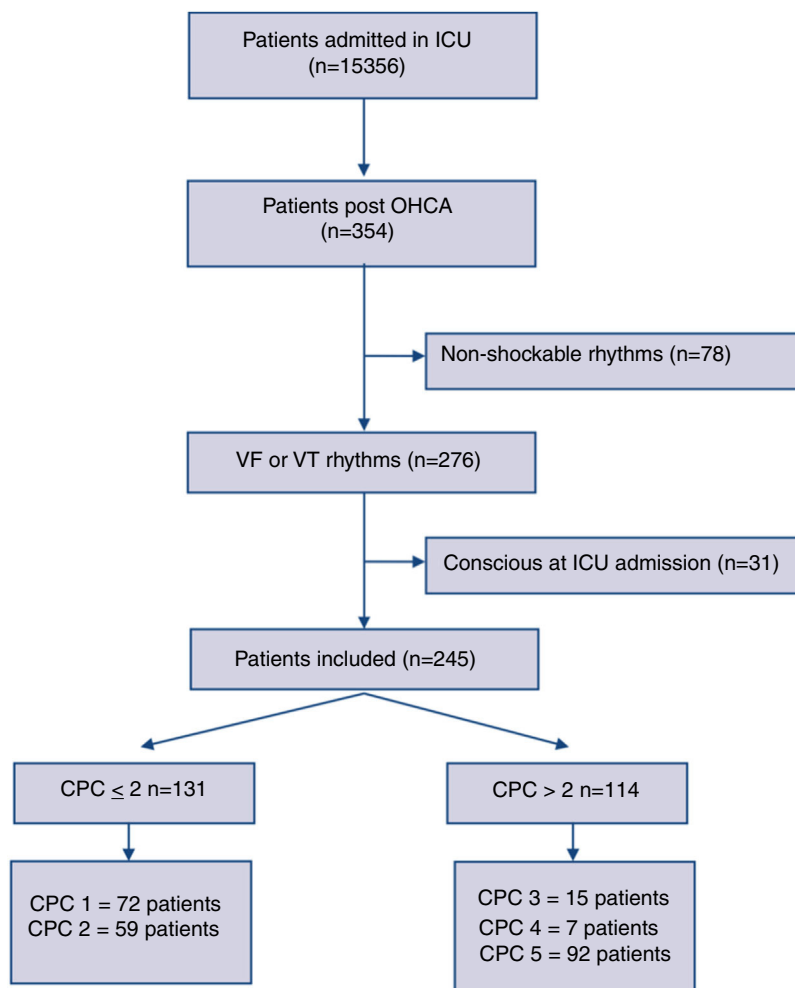 Patients admitted in ICU
(n=15356)
Patients post OHCA
(n=354)
Non-shockable rhythms (n=78)
VF or VT rhythms (n=276)
Conscious at ICU admission (n=31)
Patients included (n=245)
CPC ≤ 2 n=131
CPC > 2 n=114
CPC 1 = 72 patients
CPC 2 = 59 patients
CPC 3 = 15 patients
CPC 4 = 7 patients
CPC 5 = 92 patients